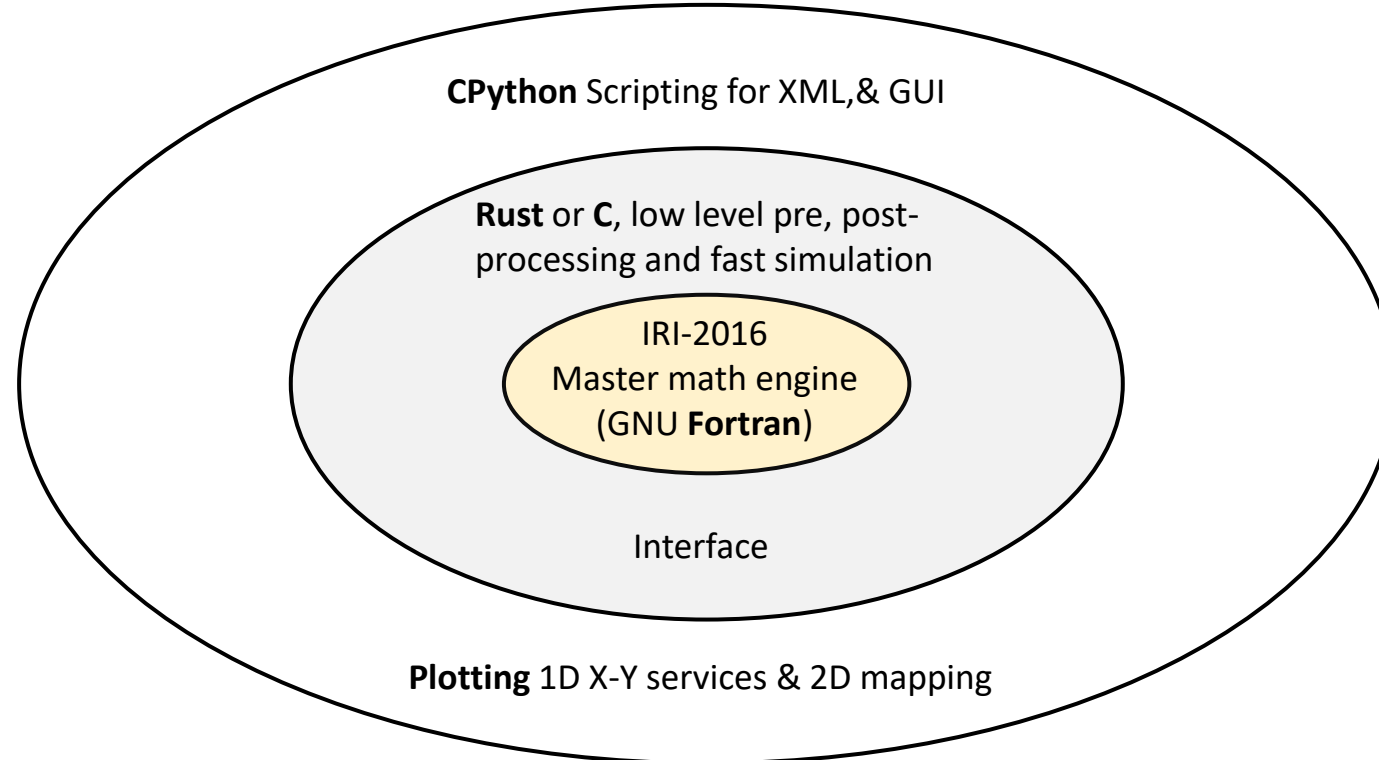 CPython Scripting for XML,& GUI
Rust or C, low level pre, post-
processing and fast simulation
IRI-2016
Master math engine
(GNU Fortran)
Interface
Plotting 1D X-Y services & 2D mapping